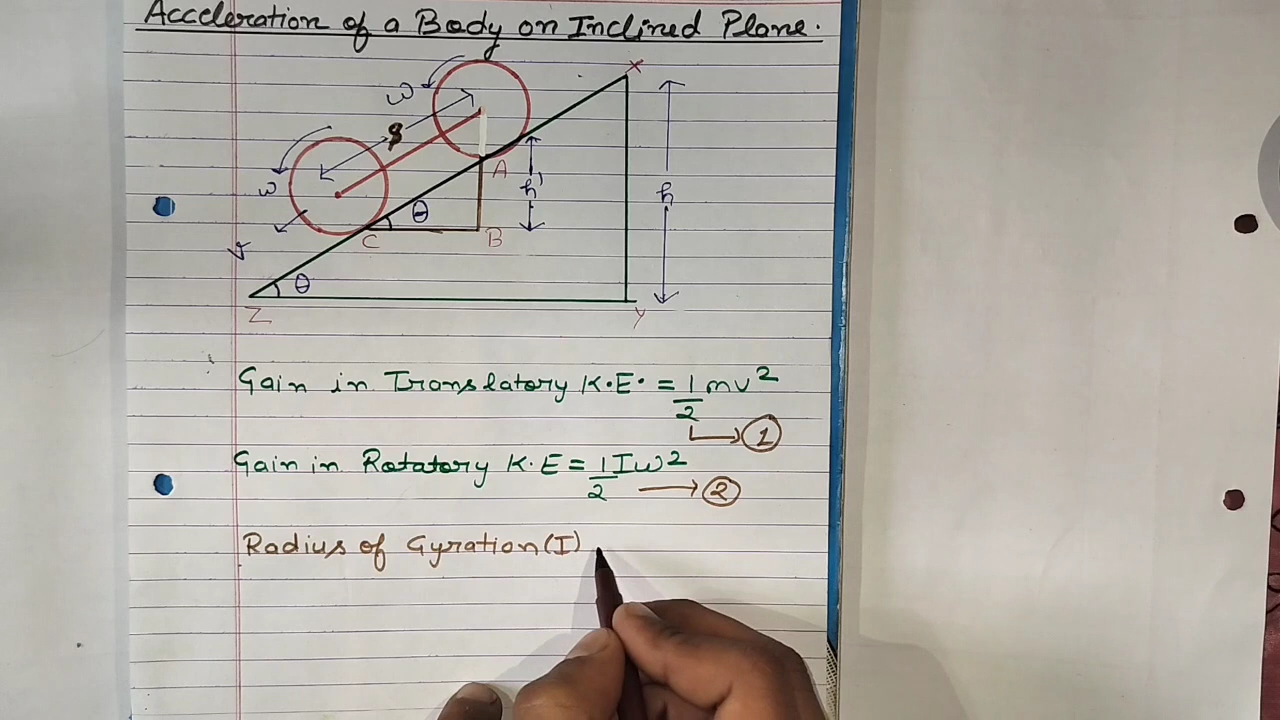 Acceleration of a Body on Inclined Plane.
X
ω
s
A
h'
h
ω
θ
C
B
v
θ
Z
Y
Gain in Translatory K.E. = 1/2 mv²
→ ①
Gain in Rotatory K.E = 1/2 Iω²
→ ②
Radius of Gyration (I)